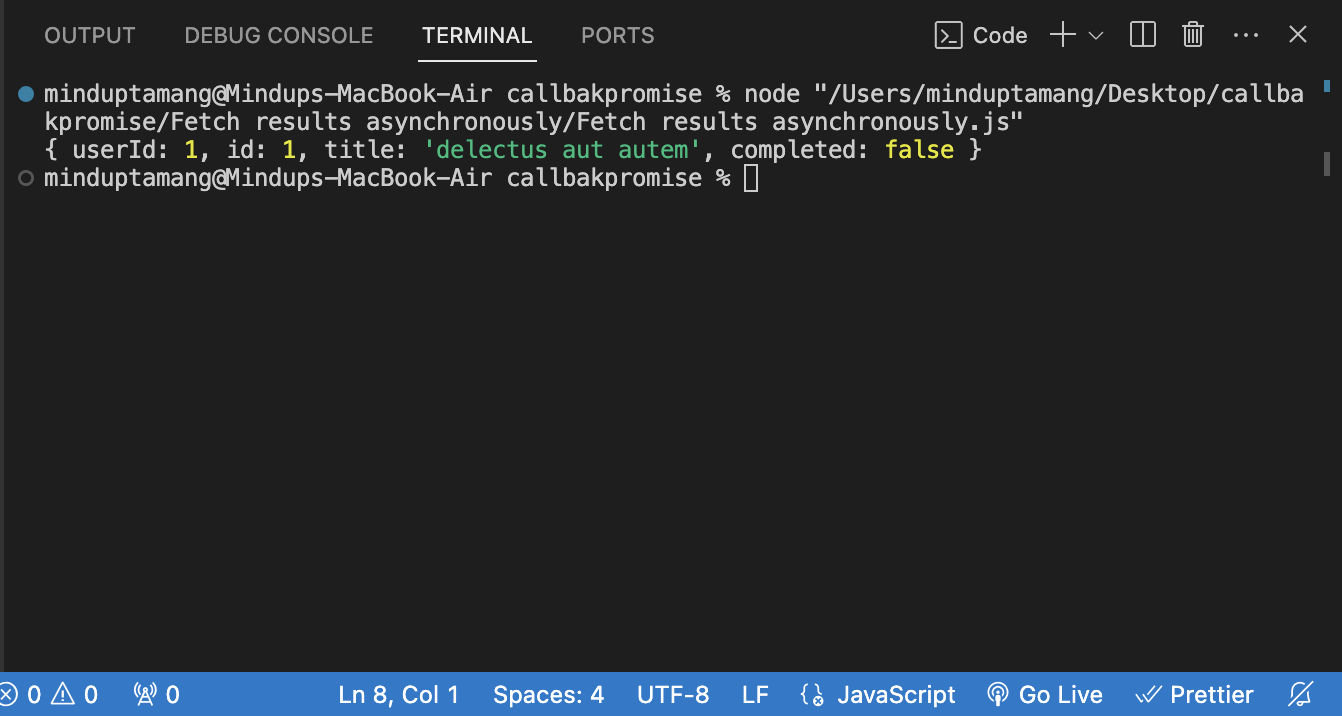 OUTPUT DEBUG CONSOLE TERMINAL PORTS Code
minduptamang@Mindups-MacBook-Air callbakpromise % node "/Users/minduptamang/Desktop/callba
kpromise/Fetch results asynchronously/Fetch results asynchronously.js"
{ userId: 1, id: 1, title: 'delectus aut autem', completed: false }
minduptamang@Mindups-MacBook-Air callbakpromise %
0 0 0 Ln 8, Col 1 Spaces: 4 UTF-8 LF JavaScript Go Live Prettier